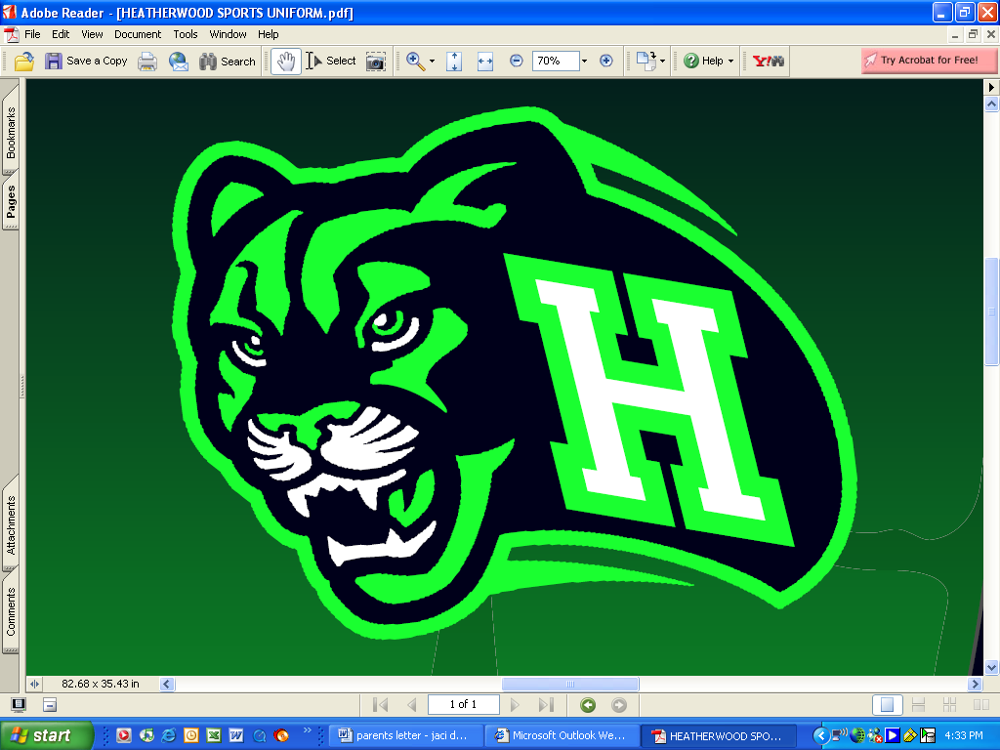 Adobe Reader - [HEATHERWOOD SPORTS UNIFORM.pdf]
File Edit View Document Tools Window Help
Save a Copy Search Select 70% Help Y! Try Acrobat for Free!
Bookmarks
Pages
Attachments
Comments
H
82.68 x 35.43 in
1 of 1
start parents letter - jaci d... Microsoft Outlook We... HEATHERWOOD SPO... 4:33 PM